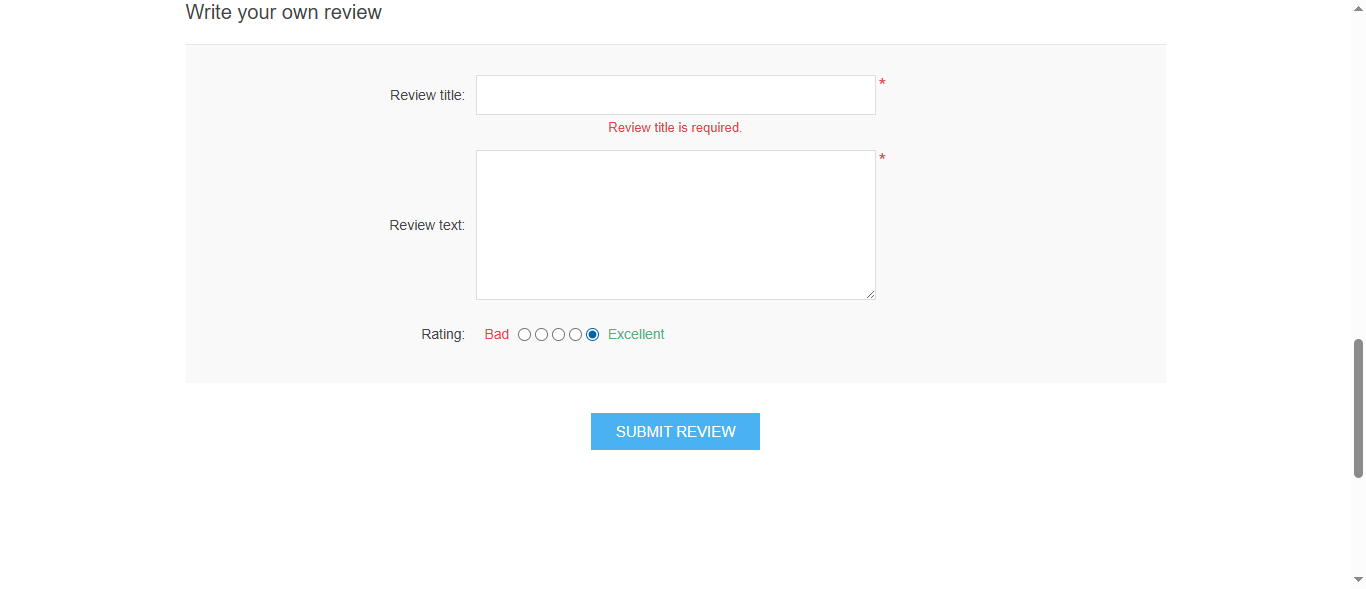 Write your own review
Review title: *
Review title is required.
*
Review text:
Rating: Bad Excellent
SUBMIT REVIEW